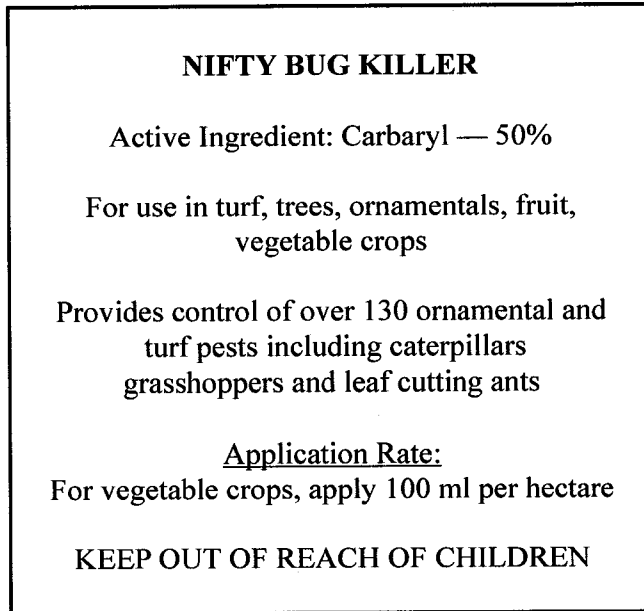 NIFTY BUG KILLER
Active Ingredient: Carbaryl — 50%
For use in turf, trees, ornamentals, fruit,
vegetable crops
Provides control of over 130 ornamental and
turf pests including caterpillars
grasshoppers and leaf cutting ants
Application Rate:
For vegetable crops, apply 100 ml per hectare
KEEP OUT OF REACH OF CHILDREN